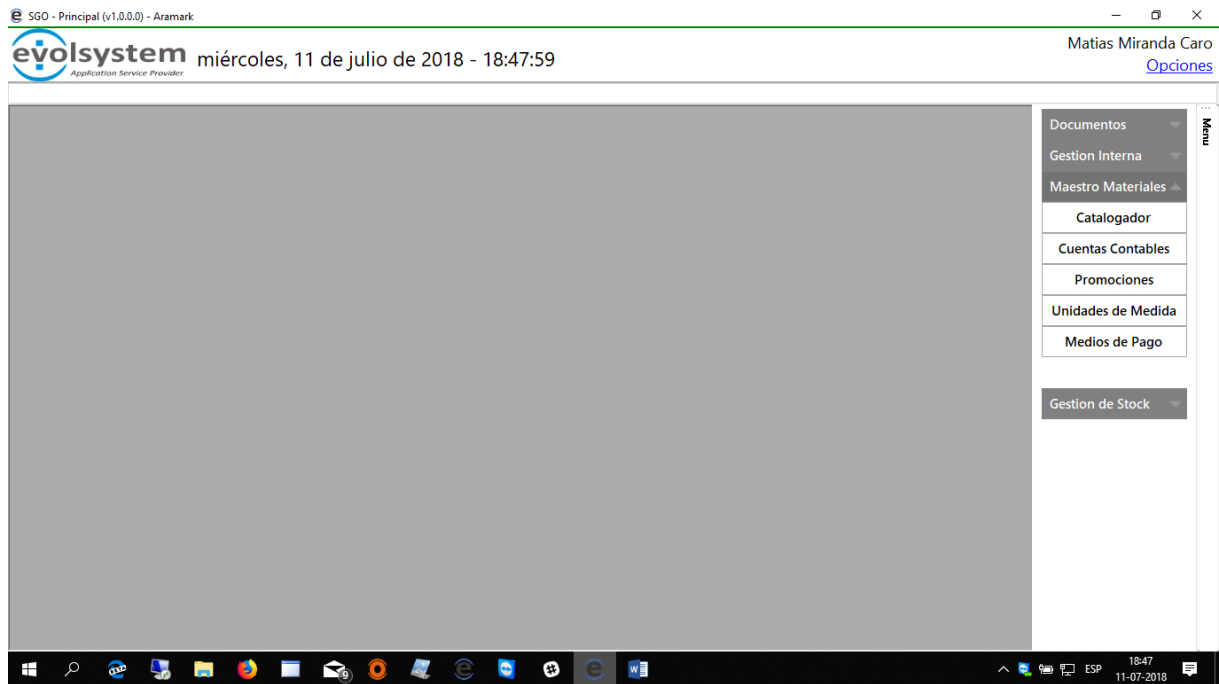 SGO - Principal (v1.0.0.0) - Aramark
evolsystem
Application Service Provider
miércoles, 11 de julio de 2018 - 18:47:59
Matias Miranda Caro
Opciones
Menu
Documentos
Gestion Interna
Maestro Materiales
Catalogador
Cuentas Contables
Promociones
Unidades de Medida
Medios de Pago
Gestion de Stock
9
ESP
18:47
11-07-2018